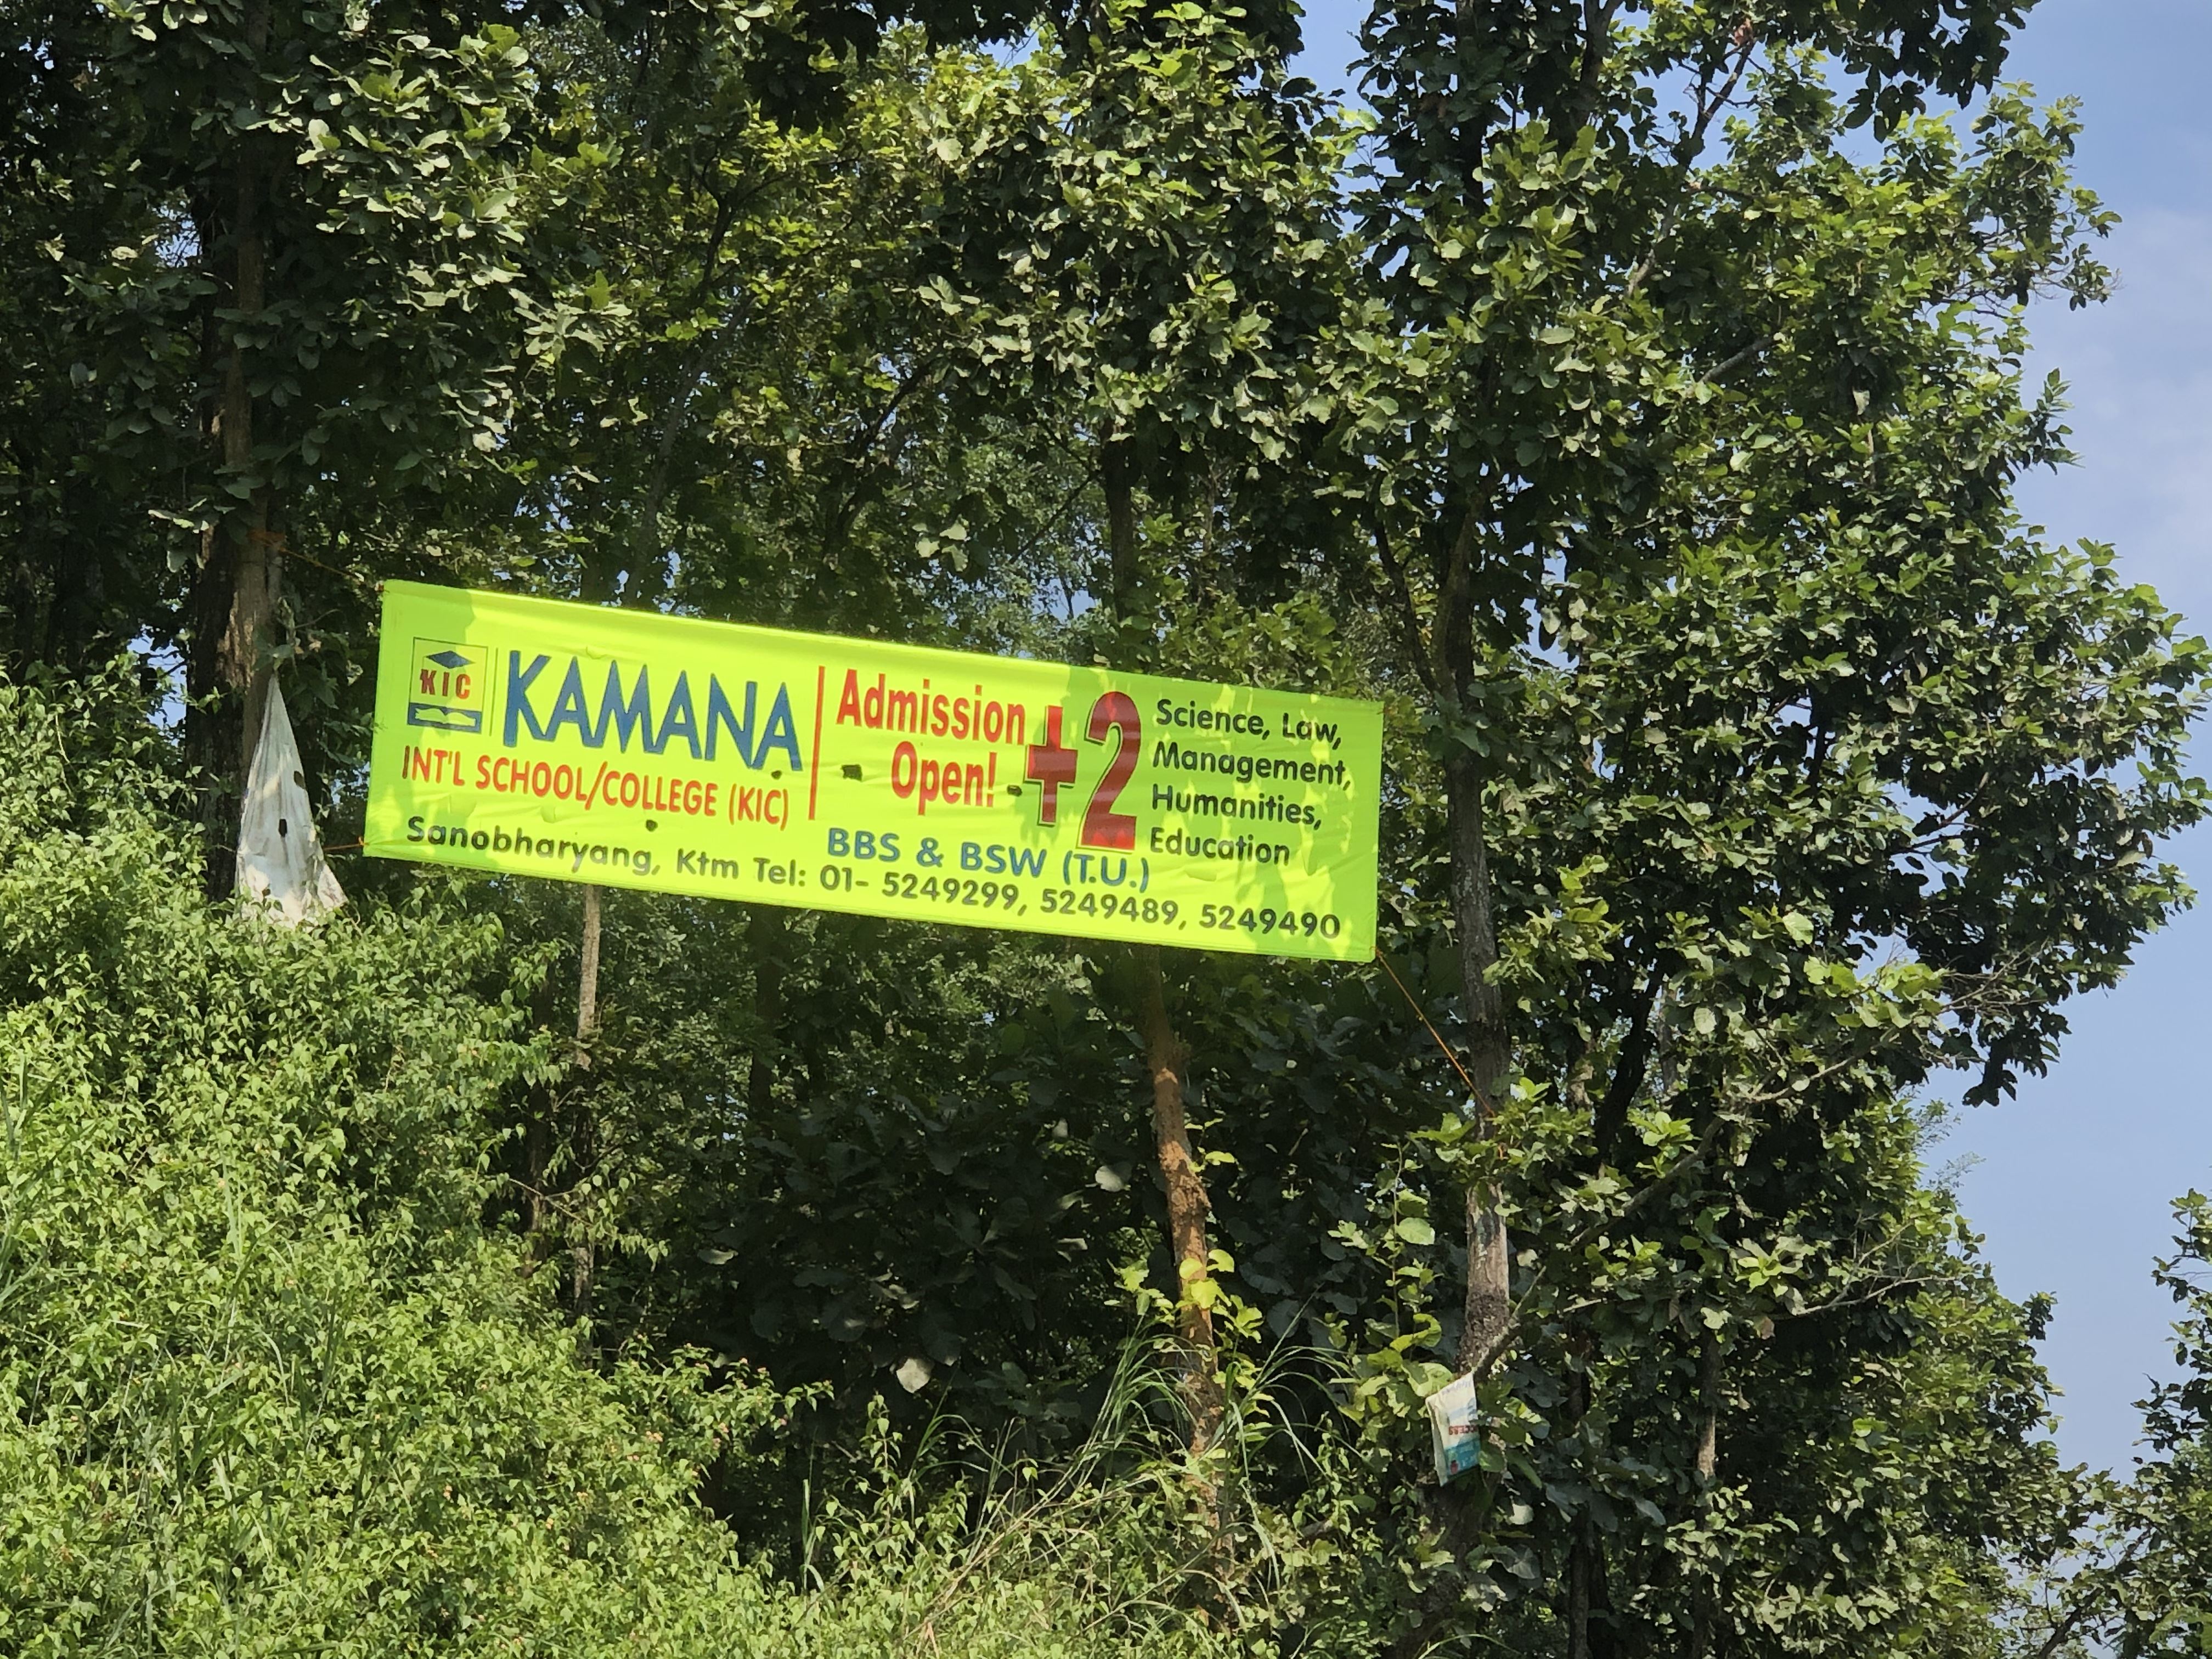 KIC
KAMANA
INT'L SCHOOL/COLLEGE (KIC)
Admission
Open!
+2
Science, Law,
Management,
Humanities,
Education
BBS & BSW (T.U.)
Sanobharyang, Ktm Tel: 01- 5249299, 5249489, 5249490